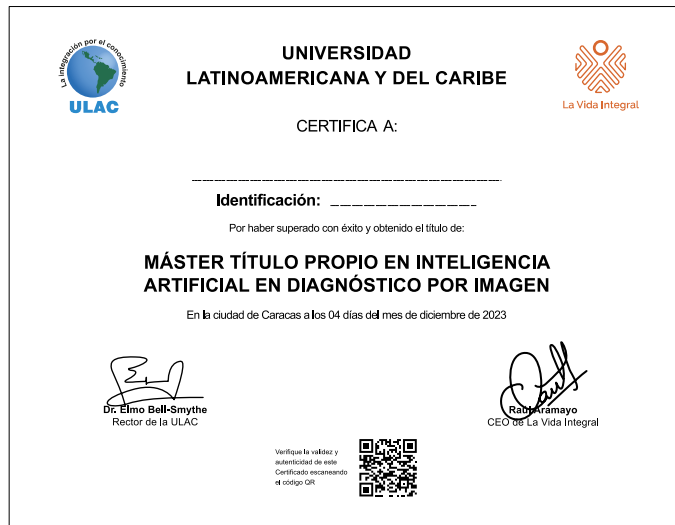 La integración por el conocimiento
ULAC
UNIVERSIDAD
LATINOAMERICANA Y DEL CARIBE
La Vida Integral
CERTIFICA A:
Identificación:
Por haber superado con éxito y obtenido el título de:
MÁSTER TÍTULO PROPIO EN INTELIGENCIA
ARTIFICIAL EN DIAGNÓSTICO POR IMAGEN
En la ciudad de Caracas a los 04 días del mes de diciembre de 2023
Dr. Elmo Bell-Smythe
Rector de la ULAC
Raúl Aramayo
CEO de La Vida Integral
Verifique la validez y
autenticidad de este
Certificado escaneando
el código QR